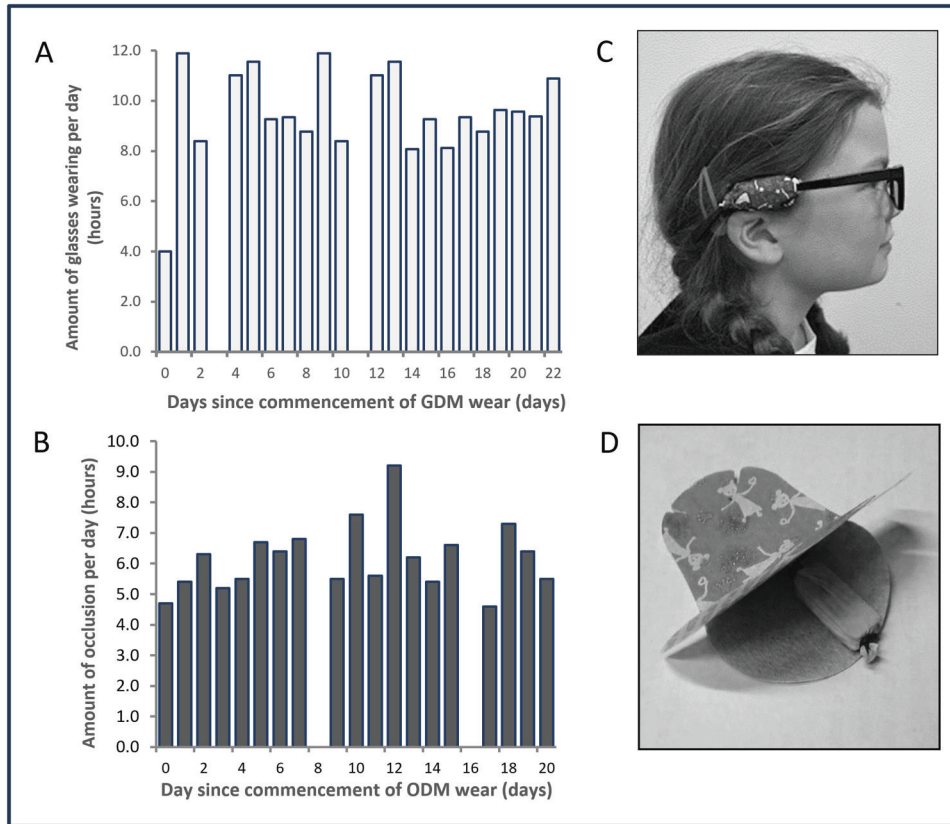 A
12.0
10.0
8.0
6.0
4.0
2.0
0.0
Amount of glasses wearing per day
(hours)
0 2 4 6 8 10 12 14 16 18 20 22
Days since commencement of GDM wear (days)
C
B
10.0
9.0
8.0
7.0
6.0
5.0
4.0
3.0
2.0
1.0
0.0
Amount of occlusion per day (hours)
0 2 4 6 8 10 12 14 16 18 20
Day since commencement of ODM wear (days)
D